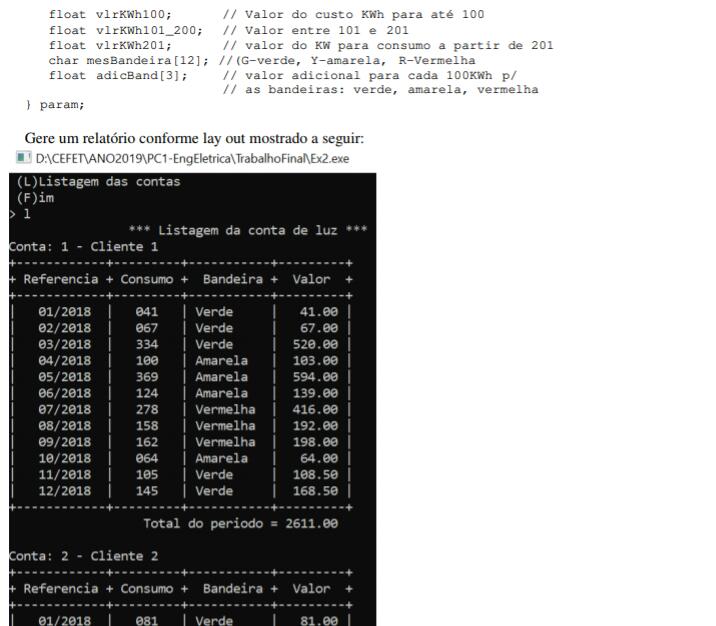 float vlrKWh100; // Valor do custo KWh para até 100
float vlrKWh101_200; // Valor entre 101 e 201
float vlrKWh201; // valor do KW para consumo a partir de 201
char mesBandeira[12]; //(G-verde, Y-amarela, R-Vermelha
float adicBand[3]; // valor adicional para cada 100KWh p/
// as bandeiras: verde, amarela, vermelha
} param;
Gere um relatório conforme lay out mostrado a seguir:
D:\CEFET\ANO2019\PC1-EngEletrica\TrabalhoFinal\Ex2.exe
(L)Listagem das contas
(F)im
> l
*** Listagem da conta de luz ***
Conta: 1 - Cliente 1
+------------+---------+-----------+---------+
+ Referencia + Consumo + Bandeira + Valor +
+------------+---------+-----------+---------+
| 01/2018 | 041 | Verde | 41.00 |
| 02/2018 | 067 | Verde | 67.00 |
| 03/2018 | 334 | Verde | 520.00 |
| 04/2018 | 100 | Amarela | 103.00 |
| 05/2018 | 369 | Amarela | 594.00 |
| 06/2018 | 124 | Amarela | 139.00 |
| 07/2018 | 278 | Vermelha | 416.00 |
| 08/2018 | 158 | Vermelha | 192.00 |
| 09/2018 | 162 | Vermelha | 198.00 |
| 10/2018 | 064 | Amarela | 64.00 |
| 11/2018 | 105 | Verde | 108.50 |
| 12/2018 | 145 | Verde | 168.50 |
+------------+---------+-----------+---------+
Total do periodo = 2611.00
Conta: 2 - Cliente 2
+------------+---------+-----------+---------+
+ Referencia + Consumo + Bandeira + Valor +
+------------+---------+-----------+---------+
| 01/2018 | 081 | Verde | 81.00 |